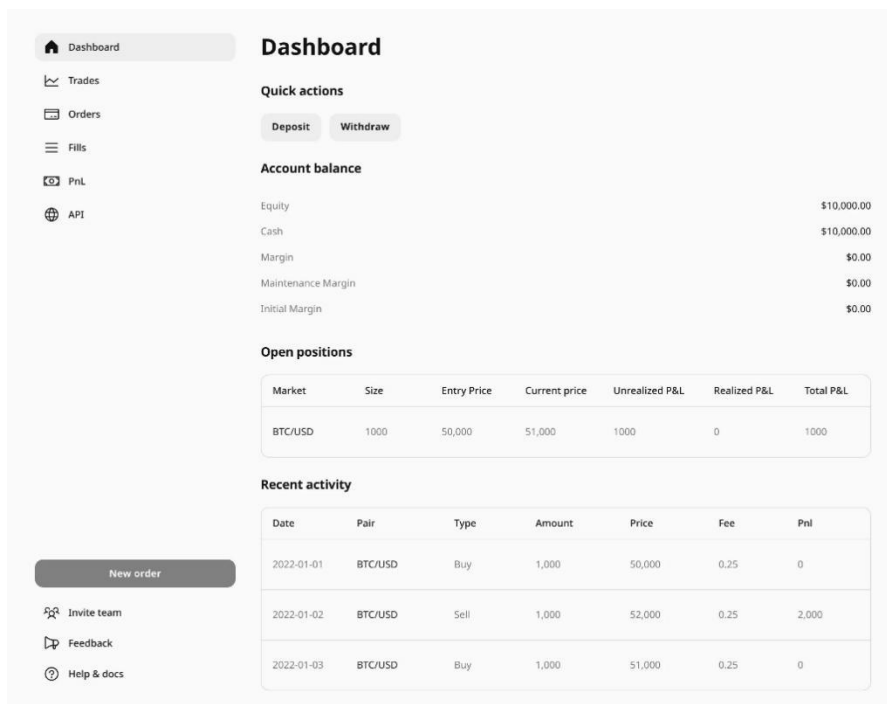 Dashboard
Trades
Orders
Fills
PnL
API
New order
Invite team
Feedback
Help & docs
Dashboard
Quick actions
Deposit Withdraw
Account balance
Equity $10,000.00
Cash $10,000.00
Margin $0.00
Maintenance Margin $0.00
Initial Margin $0.00
Open positions
Market Size Entry Price Current price Unrealized P&L Realized P&L Total P&L
BTC/USD 1000 50,000 51,000 1000 0 1000
Recent activity
Date Pair Type Amount Price Fee Pnl
2022-01-01 BTC/USD Buy 1,000 50,000 0.25 0
2022-01-02 BTC/USD Sell 1,000 52,000 0.25 2,000
2022-01-03 BTC/USD Buy 1,000 51,000 0.25 0